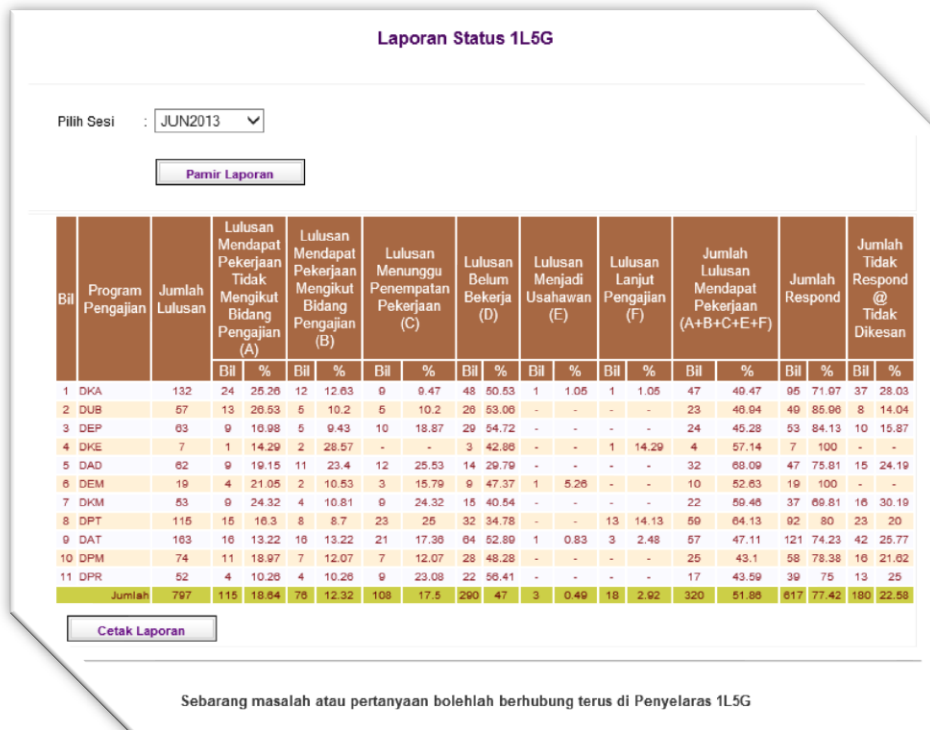 Laporan Status 1L5G
Pilih Sesi : JUN2013
Pamir Laporan
Bil Program Pengajian Jumlah Lulusan Lulusan Mendapat Pekerjaan Tidak Mengikut Bidang Pengajian (A) Lulusan Mendapat Pekerjaan Mengikut Bidang Pengajian (B) Lulusan Menunggu Penempatan Pekerjaan (C) Lulusan Belum Bekerja (D) Lulusan Menjadi Usahawan (E) Lulusan Lanjut Pengajian (F) Jumlah Lulusan Mendapat Pekerjaan (A+B+C+E+F) Jumlah Respond Jumlah Tidak Respond @ Tidak Dikesan
Bil % Bil % Bil % Bil % Bil % Bil % Bil % Bil % Bil %
1 DKA 132 24 25.26 12 12.63 9 9.47 48 50.53 1 1.05 1 1.05 47 49.47 95 71.97 37 28.03
2 DUB 57 13 26.53 5 10.2 5 10.2 26 53.06 - - - - 23 46.94 49 85.96 8 14.04
3 DEP 63 9 16.98 5 9.43 10 18.87 29 54.72 - - - - 24 45.28 53 84.13 10 15.87
4 DKE 7 1 14.29 2 28.57 - - 3 42.86 - - 1 14.29 4 57.14 7 100 - -
5 DAD 62 9 19.15 11 23.4 12 25.53 14 29.79 - - - - 32 68.09 47 75.81 15 24.19
6 DEM 19 4 21.05 2 10.53 3 15.79 9 47.37 1 5.26 - - 10 52.63 19 100 - -
7 DKM 53 9 24.32 4 10.81 9 24.32 15 40.54 - - - - 22 59.46 37 69.81 16 30.19
8 DPT 115 15 16.3 8 8.7 23 25 32 34.78 - - 13 14.13 59 64.13 92 80 23 20
9 DAT 163 16 13.22 16 13.22 21 17.36 64 52.89 1 0.83 3 2.48 57 47.11 121 74.23 42 25.77
10 DPM 74 11 18.97 7 12.07 7 12.07 28 48.28 - - - - 25 43.1 58 78.38 16 21.62
11 DPR 52 4 10.26 4 10.26 9 23.08 22 56.41 - - - - 17 43.59 39 75 13 25
Jumlah 797 115 18.64 76 12.32 108 17.5 290 47 3 0.49 18 2.92 320 51.86 617 77.42 180 22.58
Cetak Laporan
Sebarang masalah atau pertanyaan bolehlah berhubung terus di Penyelaras 1L5G